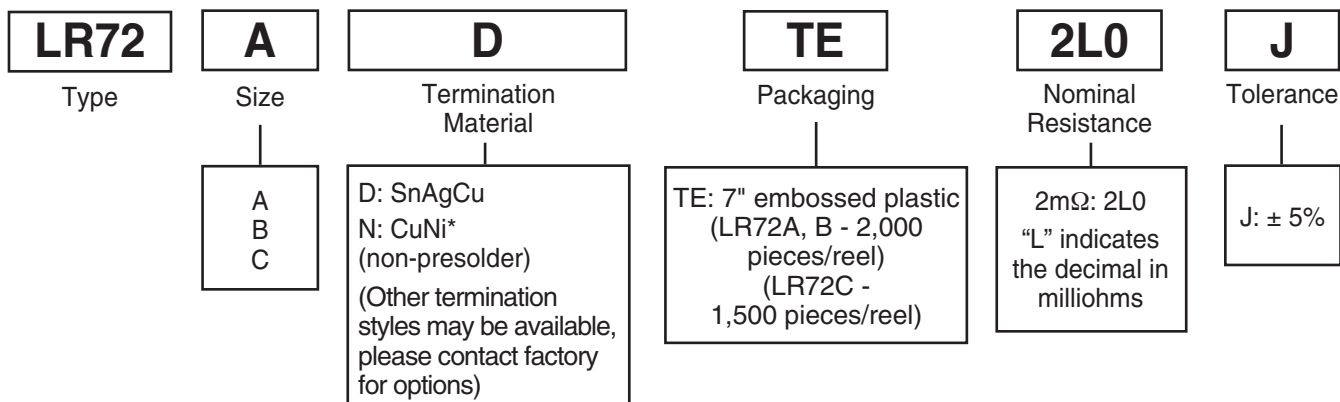 LR72 A D TE 2L0 J
Type
Size
Termination
Material
Packaging
Nominal
Resistance
Tolerance
A
B
C
D: SnAgCu
N: CuNi*
(non-presolder)
(Other termination
styles may be available,
please contact factory
for options)
TE: 7" embossed plastic
(LR72A, B - 2,000
pieces/reel)
(LR72C -
1,500 pieces/reel)
2mΩ: 2L0
“L” indicates
the decimal in
milliohms
J: ± 5%